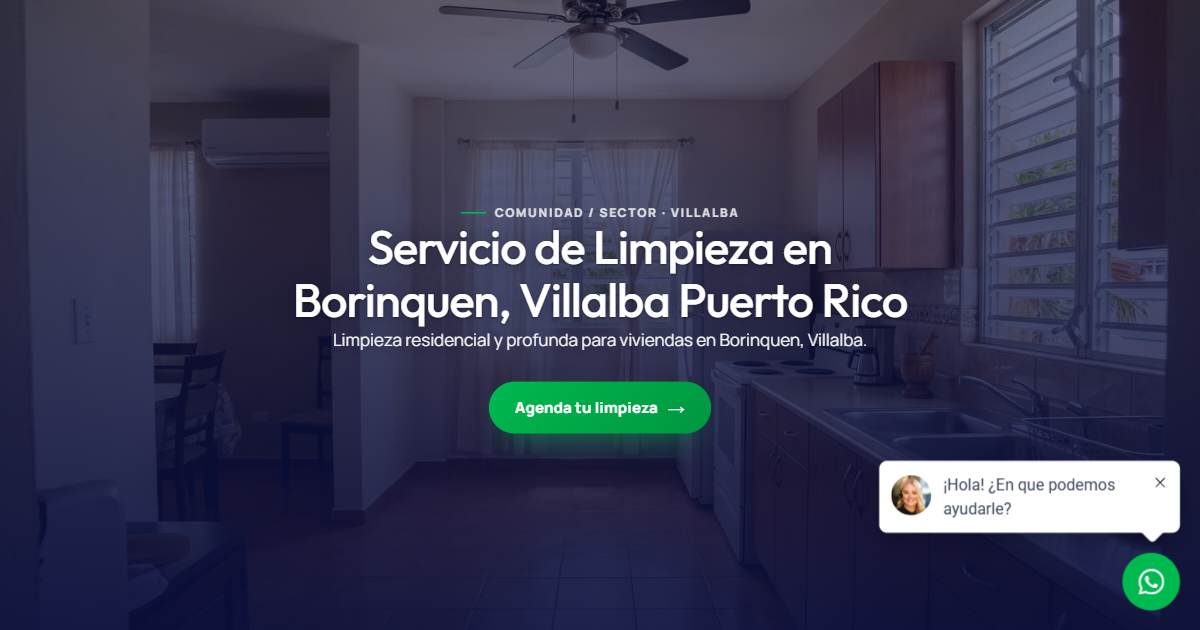 COMUNIDAD / SECTOR · VILLALBA
Servicio de Limpieza en
Borinquen, Villalba Puerto Rico
Limpieza residencial y profunda para viviendas en Borinquen, Villalba.
Agenda tu limpieza →
¡Hola! ¿En que podemos
ayudarle?